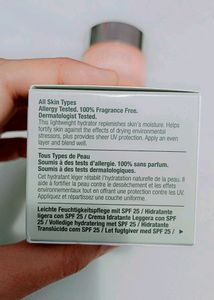 All Skin Types
Allergy Tested. 100% Fragrance Free.
Dermatologist Tested.
This lightweight hydrator replenishes skin's moisture. Helps
fortify skin against the effects of drying environmental
stressors, plus provides sheer UV protection. Apply an even
layer and blend well.
Tous Types de Peau
Soumis à des tests d'allergie. 100% sans parfum.
Soumis à des tests dermatologiques.
Cet hydratant léger rétablit l'hydratation naturelle de la peau. Il
aide à fortifier la peau contre le dessèchement et les effets
environnementaux tout en offrant une protection contre les UV.
Appliquez et répartissez uniformément.
Leichte Feuchtigkeitspflege mit SPF 25 / Hidratante
ligera con SPF 25 / Crema Idratante Leggera con SPF
25 / Volledige hydratering met SPF 25 / Hidratante
Translúcido com SPF 25 / Let fugtgiver med SPF 25 /